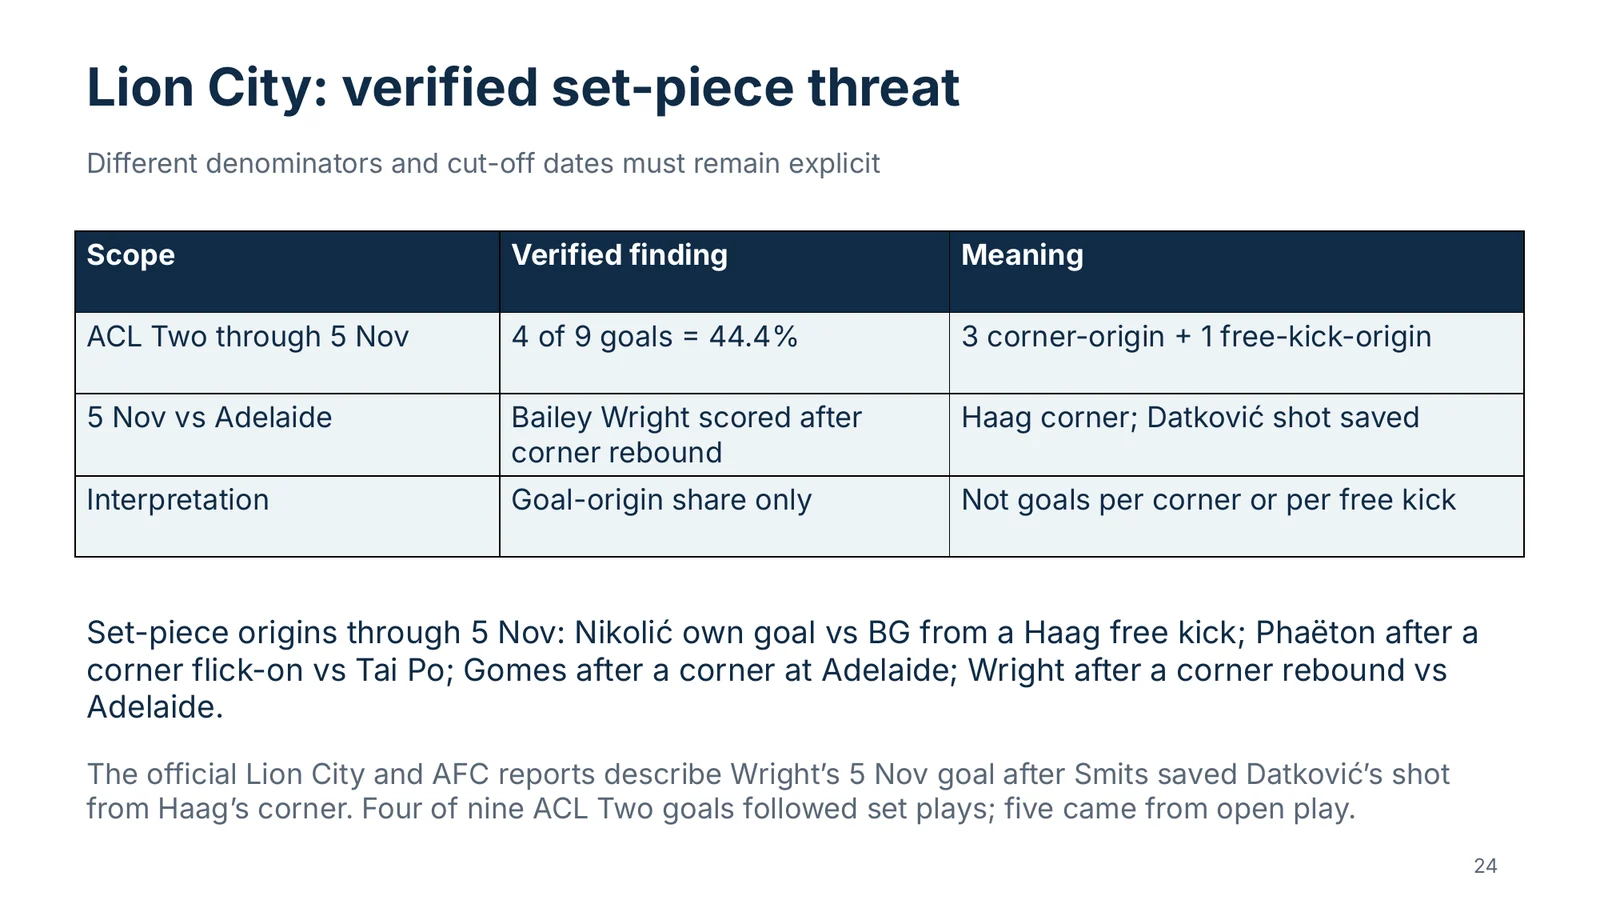 Lion City: verified set-piece threat
Different denominators and cut-off dates must remain explicit
Scope
Verified finding
Meaning
ACL Two through 5 Nov
4 of 9 goals = 44.4%
3 corner-origin + 1 free-kick-origin
5 Nov vs Adelaide
Bailey Wright scored after
corner rebound
Haag corner; Datković shot saved
Interpretation
Goal-origin share only
Not goals per corner or per free kick
Set-piece origins through 5 Nov: Nikolić own goal vs BG from a Haag free kick; Phaëton after a
corner flick-on vs Tai Po; Gomes after a corner at Adelaide; Wright after a corner rebound vs
Adelaide.
The official Lion City and AFC reports describe Wright’s 5 Nov goal after Smits saved Datković’s shot
from Haag’s corner. Four of nine ACL Two goals followed set plays; five came from open play.
24